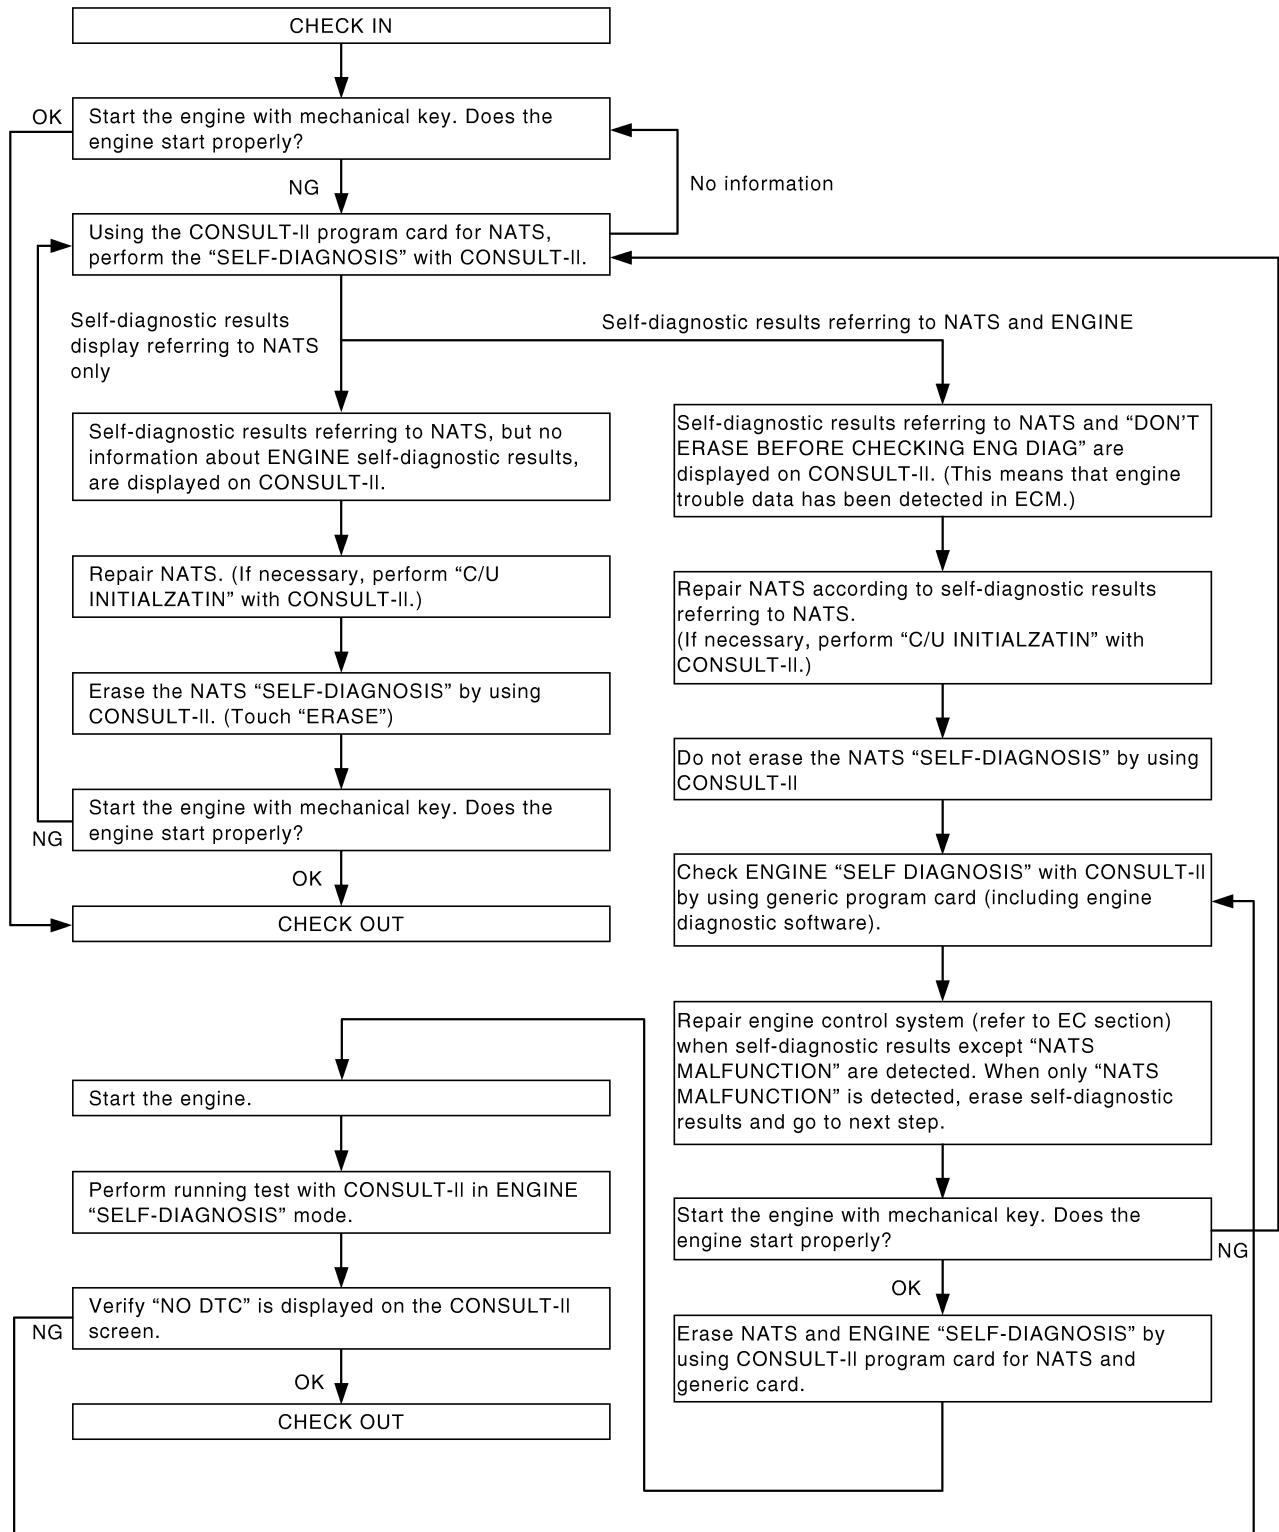 CHECK IN
OK
Start the engine with mechanical key. Does the
engine start properly?
NG
No information
Using the CONSULT-II program card for NATS,
perform the “SELF-DIAGNOSIS” with CONSULT-II.
Self-diagnostic results
display referring to NATS
only
Self-diagnostic results referring to NATS and ENGINE
Self-diagnostic results referring to NATS, but no
information about ENGINE self-diagnostic results,
are displayed on CONSULT-II.
Repair NATS. (If necessary, perform “C/U
INITIALZATIN” with CONSULT-II.)
Erase the NATS “SELF-DIAGNOSIS” by using
CONSULT-II. (Touch “ERASE”)
Start the engine with mechanical key. Does the
engine start properly?
NG
OK
CHECK OUT
Self-diagnostic results referring to NATS and “DON’T
ERASE BEFORE CHECKING ENG DIAG” are
displayed on CONSULT-II. (This means that engine
trouble data has been detected in ECM.)
Repair NATS according to self-diagnostic results
referring to NATS.
(If necessary, perform “C/U INITIALZATIN” with
CONSULT-II.)
Do not erase the NATS “SELF-DIAGNOSIS” by using
CONSULT-II
Check ENGINE “SELF DIAGNOSIS” with CONSULT-II
by using generic program card (including engine
diagnostic software).
Repair engine control system (refer to EC section)
when self-diagnostic results except “NATS
MALFUNCTION” are detected. When only “NATS
MALFUNCTION” is detected, erase self-diagnostic
results and go to next step.
Start the engine with mechanical key. Does the
engine start properly?
NG
OK
Erase NATS and ENGINE “SELF-DIAGNOSIS” by
using CONSULT-II program card for NATS and
generic card.
Start the engine.
Perform running test with CONSULT-II in ENGINE
“SELF-DIAGNOSIS” mode.
Verify “NO DTC” is displayed on the CONSULT-II
screen.
NG
OK
CHECK OUT